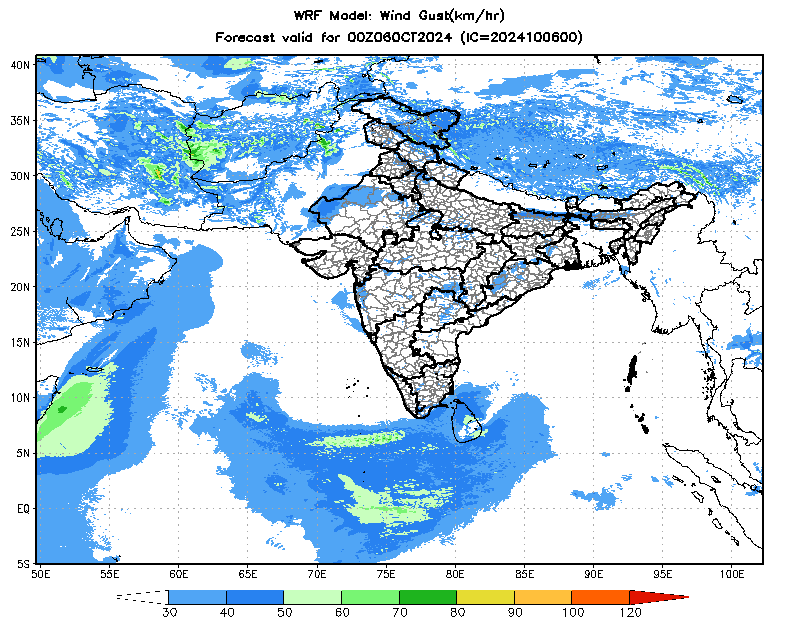 WRF Model: Wind Gust(km/hr)
Forecast valid for 00Z06OCT2024 (IC=2024100600)
40N
35N
30N
25N
20N
15N
10N
5N
EQ
5S
50E 55E 60E 65E 70E 75E 80E 85E 90E 95E 100E
30 40 50 60 70 80 90 100 120